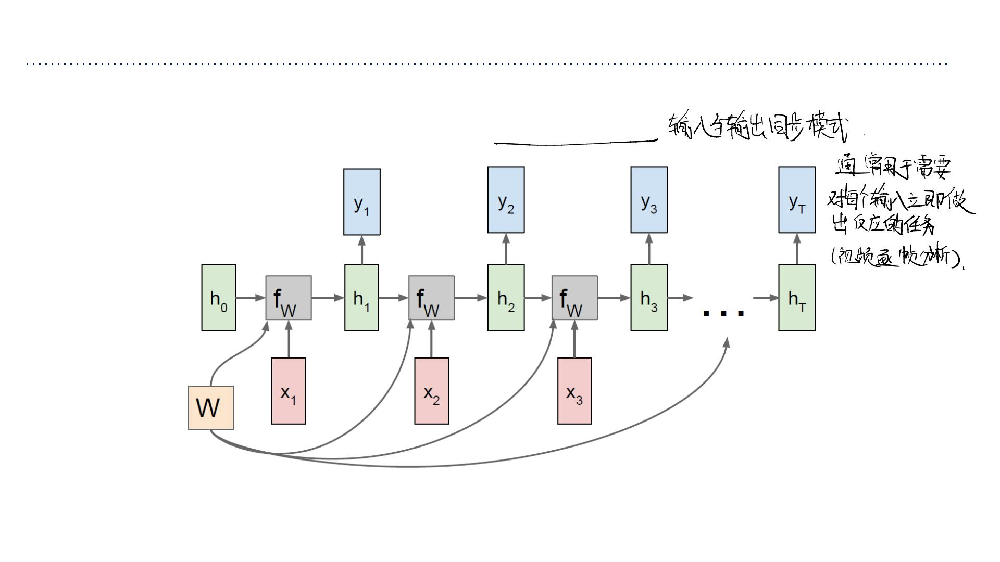 输入与输出同步模式
通常用于需要
对每个输入立即做
出反应的任务
(视频逐帧分析).
y1 y2 y3 yT
h0 fW h1 fW h2 fW h3 ... hT
W x1 x2 x3